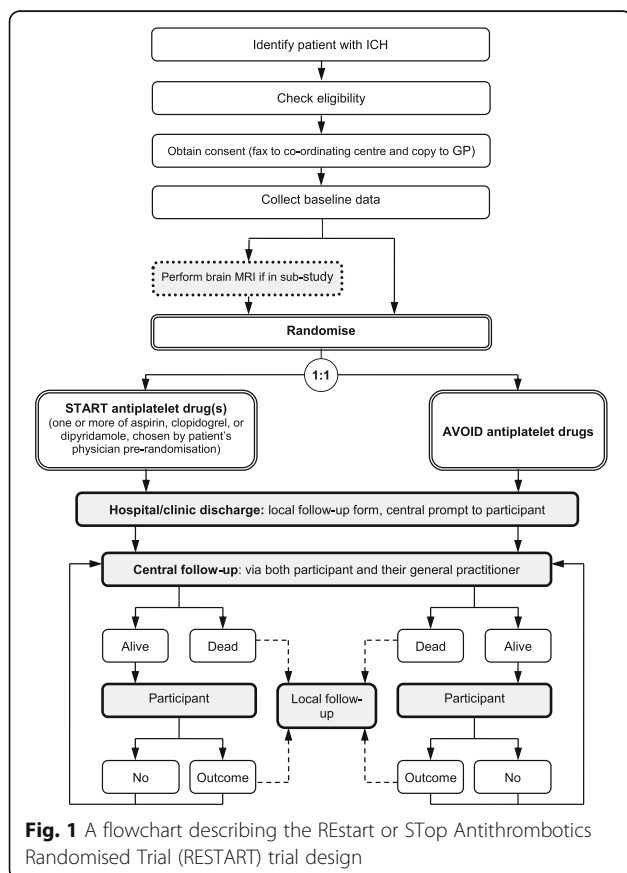 Identify patient with ICH
Check eligibility
Obtain consent (fax to co-ordinating centre and copy to GP)
Collect baseline data
Perform brain MRI if in sub-study
Randomise
1:1
START antiplatelet drug(s)
(one or more of aspirin, clopidogrel, or
dipyridamole, chosen by patient's
physician pre-randomisation)
AVOID antiplatelet drugs
Hospital/clinic discharge: local follow-up form, central prompt to participant
Central follow-up: via both participant and their general practitioner
Alive
Dead
Dead
Alive
Participant
Local follow-
up
Participant
No
Outcome
Outcome
No
Fig. 1 A flowchart describing the REstart or STop Antithrombotics
Randomised Trial (RESTART) trial design